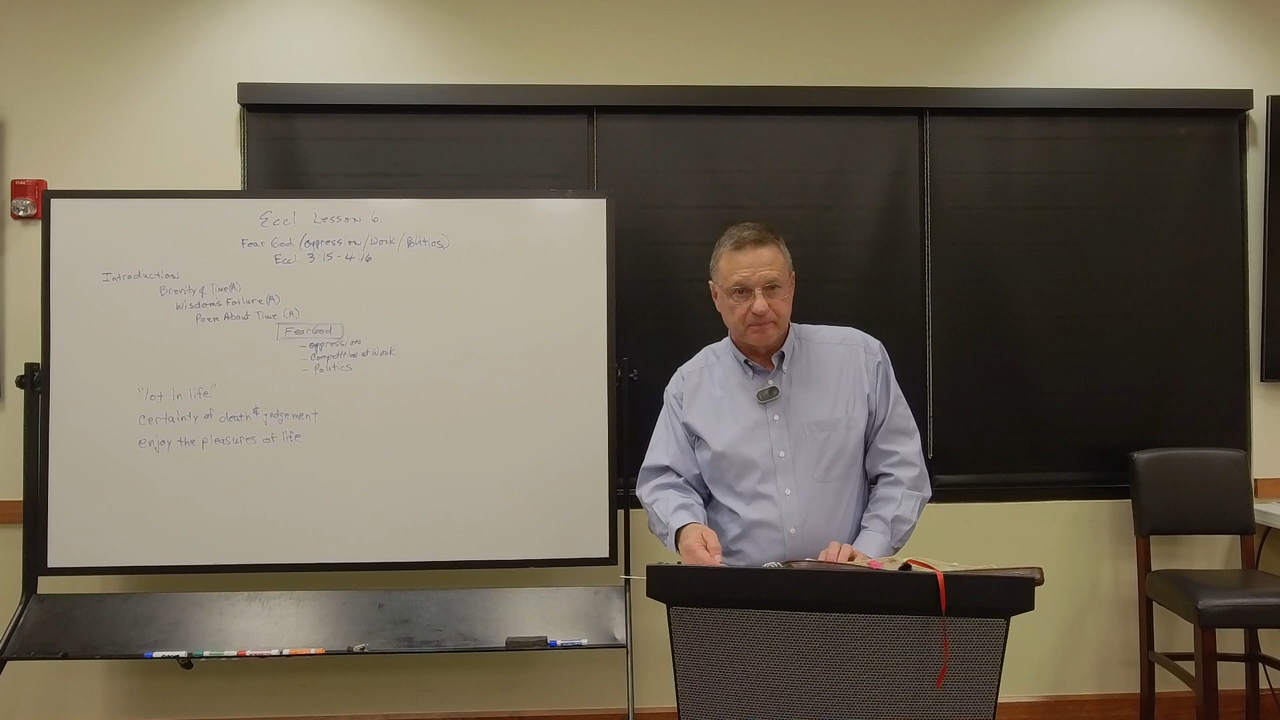 Eccl Lesson 6
Fear God (oppression/Work/Politics)
Eccl 3:15-4:16
Introduction
Brevity of Time (A)
Wisdoms Failure (A)
Poem About Time (A)
Fear God
- oppression
- Competition at Work
- Politics
"lot in life"
certainty of death & judgement
enjoy the pleasures of life